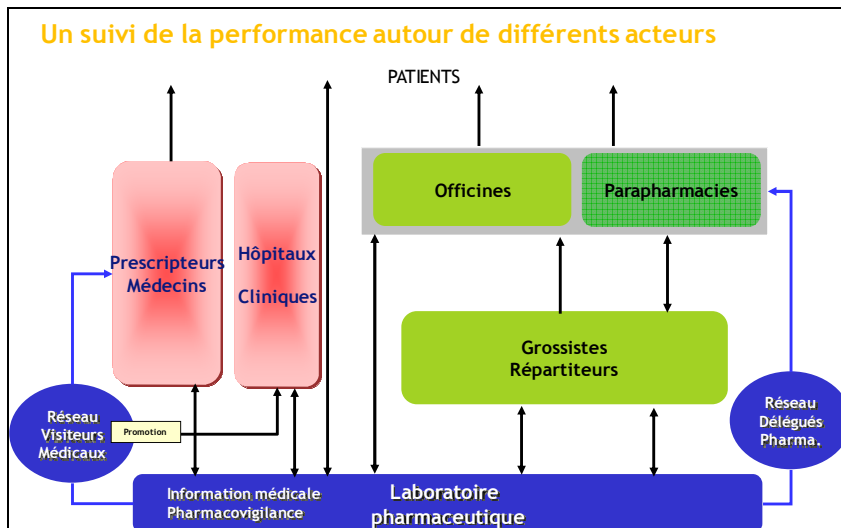 Un suivi de la performance autour de différents acteurs
PATIENTS
Officines
Parapharmacies
Prescripteurs
Médecins
Hôpitaux
Cliniques
Grossistes
Répartiteurs
Réseau
Visiteurs
Médicaux
Promotion
Réseau
Délégués
Pharma.
Information médicale
Pharmacovigilance
Laboratoire
pharmaceutique